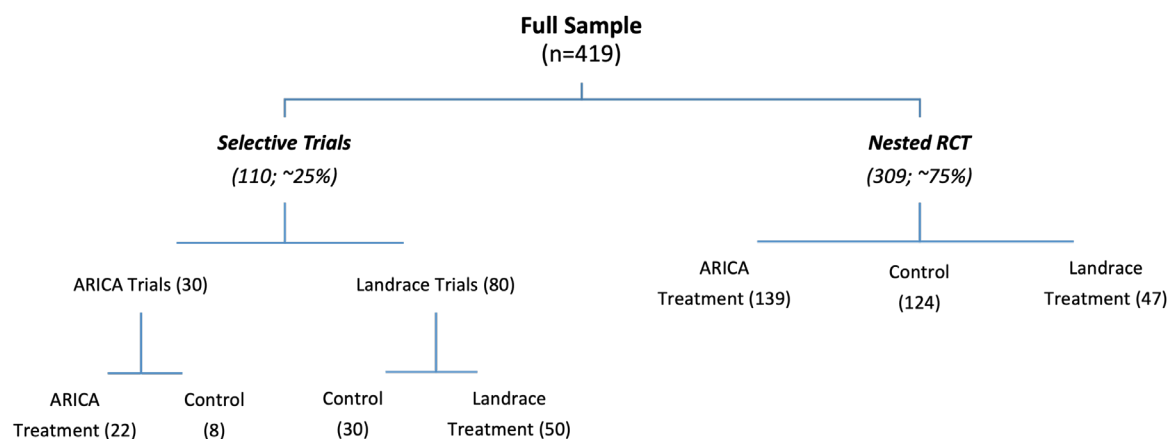 Full Sample
(n=419)
Selective Trials
(110; ~25%)
Nested RCT
(309; ~75%)
ARICA Trials (30)
Landrace Trials (80)
ARICA
Treatment (139)
Control
(124)
Landrace
Treatment (47)
ARICA
Treatment (22)
Control
(8)
Control
(30)
Landrace
Treatment (50)